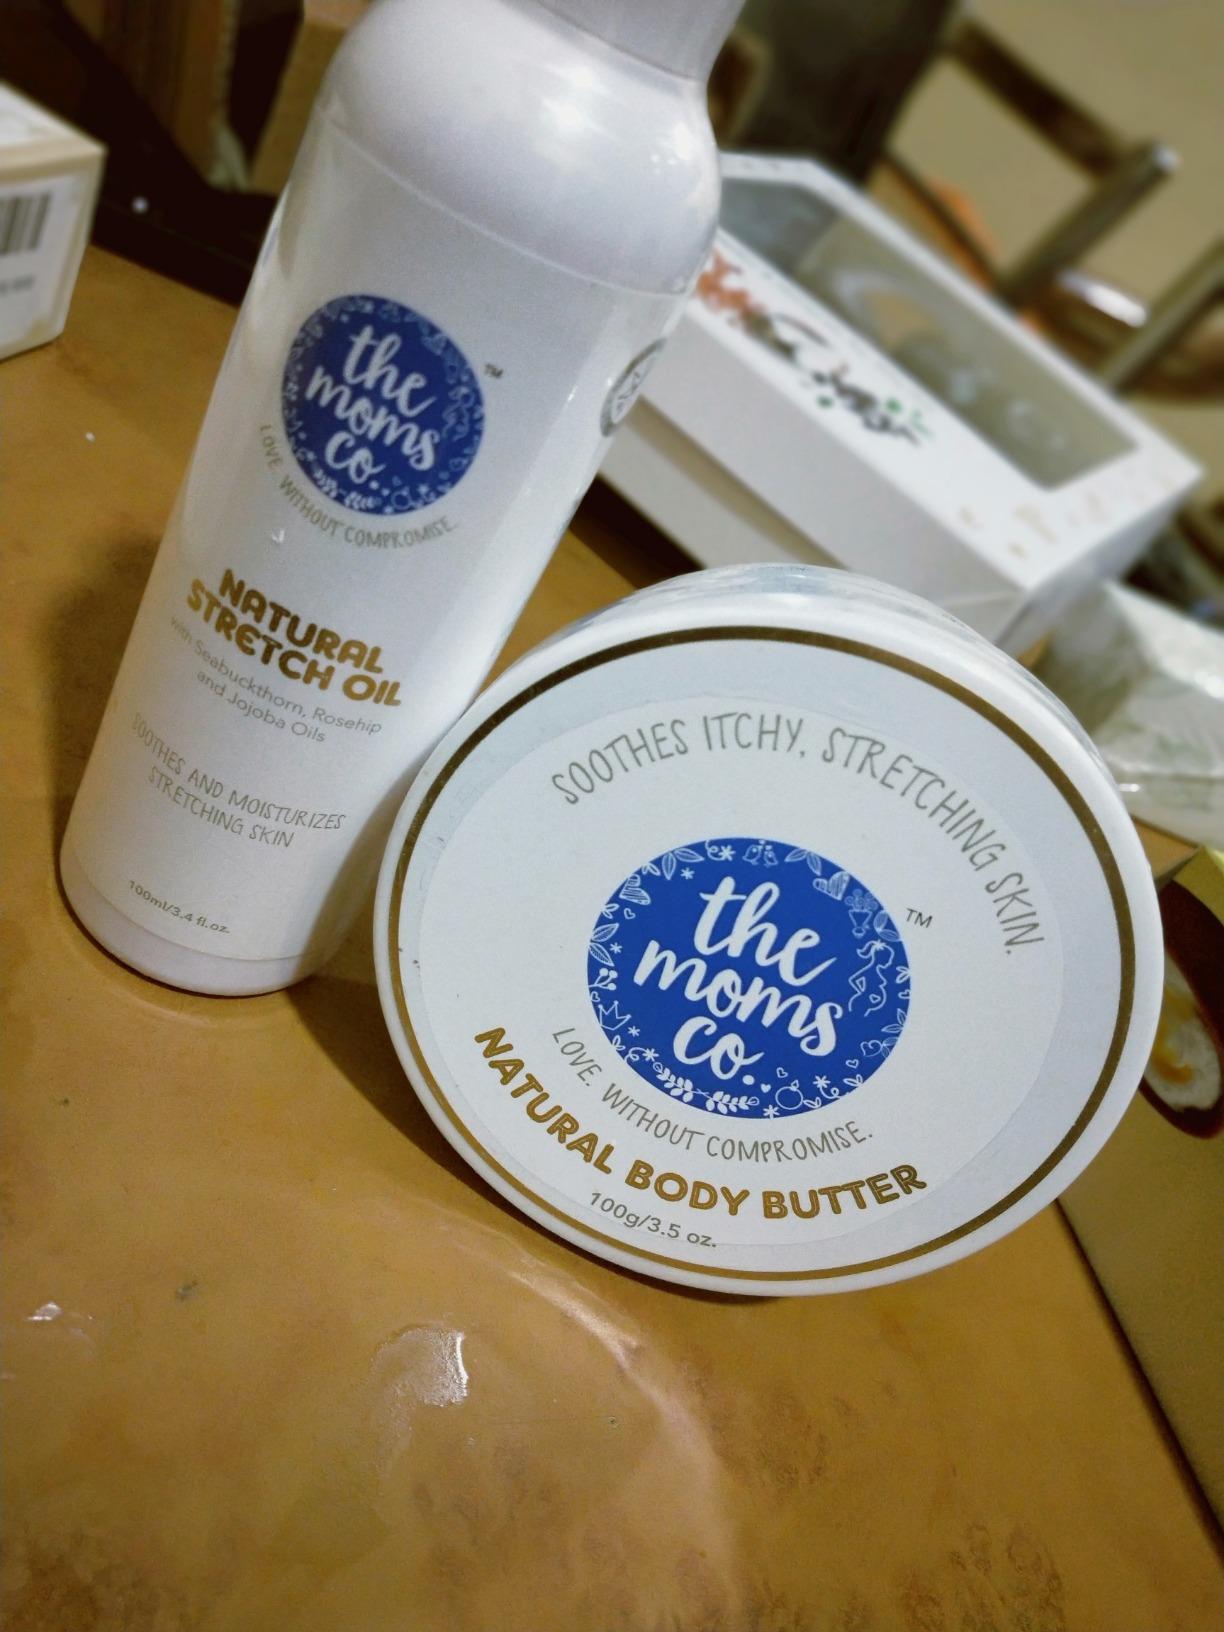 the
moms
co.
TM
LOVE. WITHOUT COMPROMISE.
NATURAL
STRETCH OIL
with Seabuckthorn, Rosehip
and Jojoba Oils
SOOTHES AND MOISTURIZES
STRETCHING SKIN
100ml/3.4 fl.oz
SOOTHES ITCHY, STRETCHING SKIN.
the
moms
co.
TM
LOVE. WITHOUT COMPROMISE.
NATURAL BODY BUTTER
100g/3.5 oz.